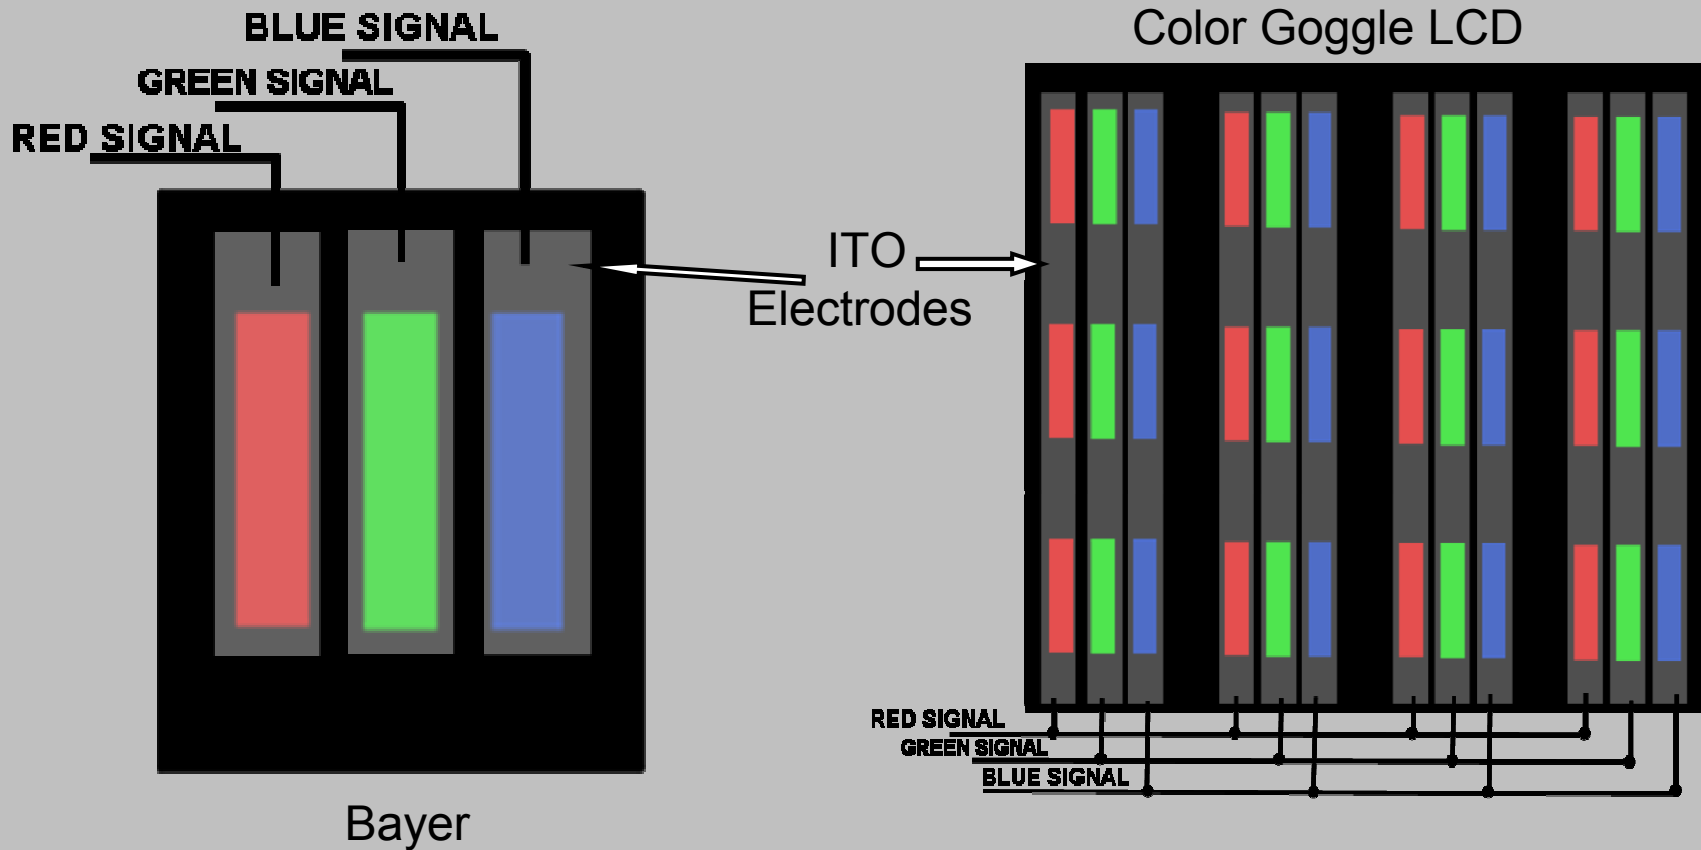 BLUE SIGNAL
GREEN SIGNAL
RED SIGNAL
Bayer
ITO
Electrodes
Color Goggle LCD
RED SIGNAL
GREEN SIGNAL
BLUE SIGNAL